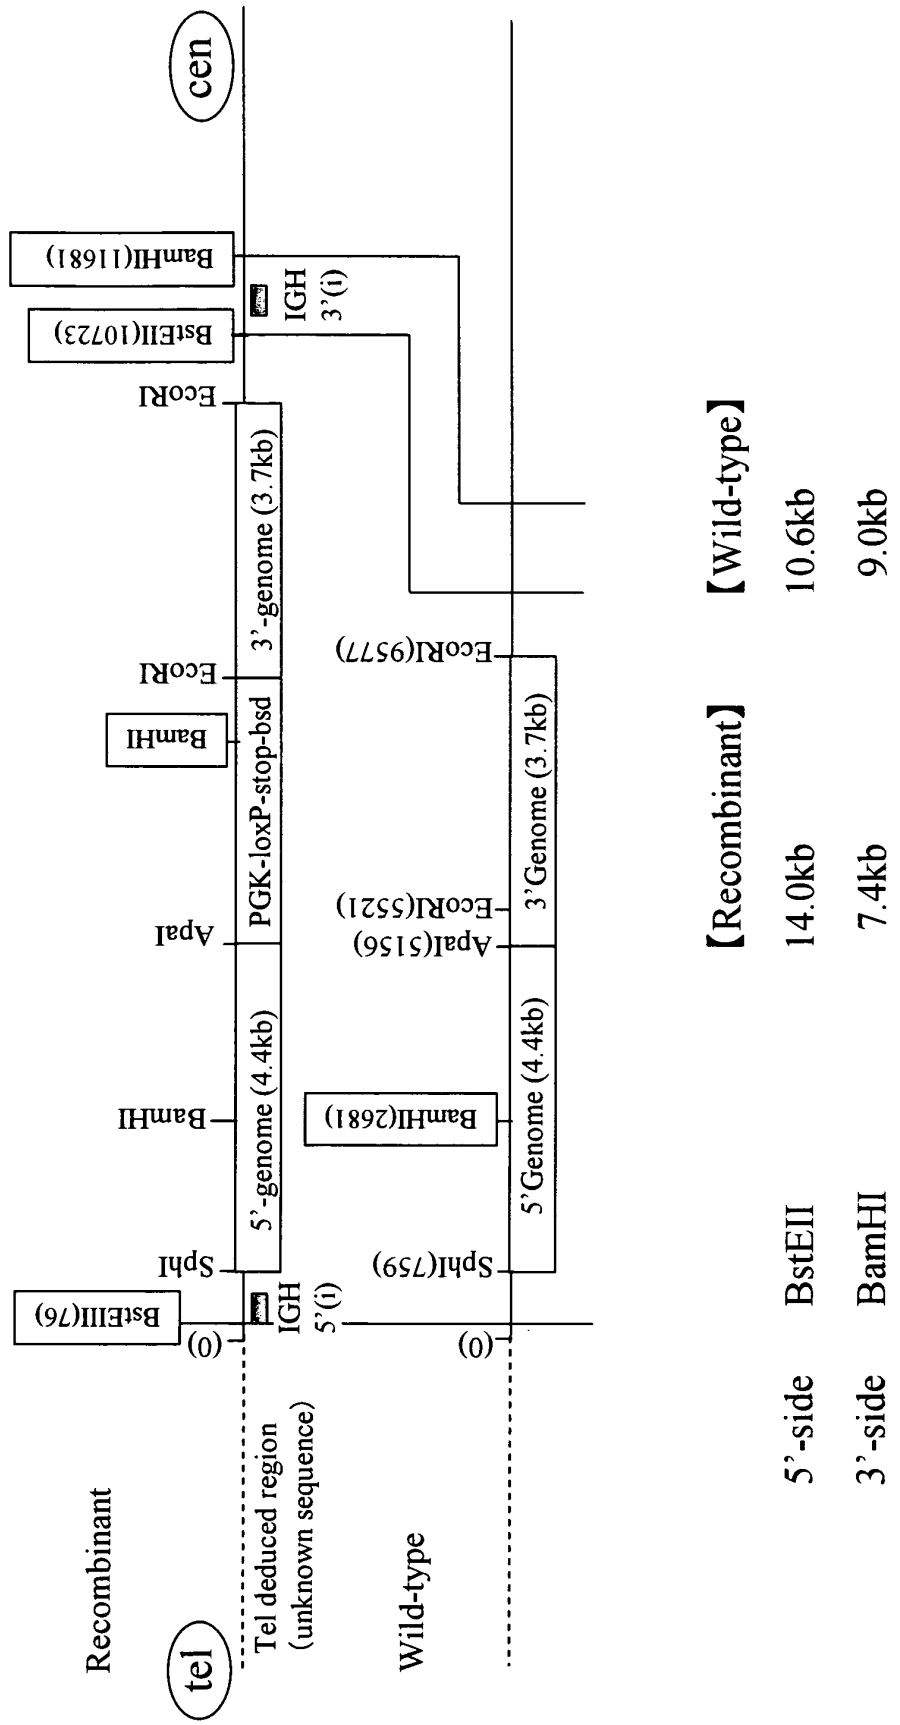 Recombinant
tel
cen
BstEIII(76)
BamHI
BstEII(10723)
BamHI(11681)
SphI
BamHI
ApaI
EcoRI
EcoRI
(0)
5’-genome (4.4kb)
PGK-loxP-stop-bsd
3’-genome (3.7kb)
IGH
5’(i)
IGH
3’(i)
Tel deduced region
(unknown sequence)
Wild-type
(0)
SphI(759)
BamHI(2681)
ApaI(5156)
EcoRI(5521)
EcoRI(9577)
5’Genome (4.4kb)
3’Genome (3.7kb)
【Recombinant】 【Wild-type】
5’-side BstEII 14.0kb 10.6kb
3’-side BamHI 7.4kb 9.0kb